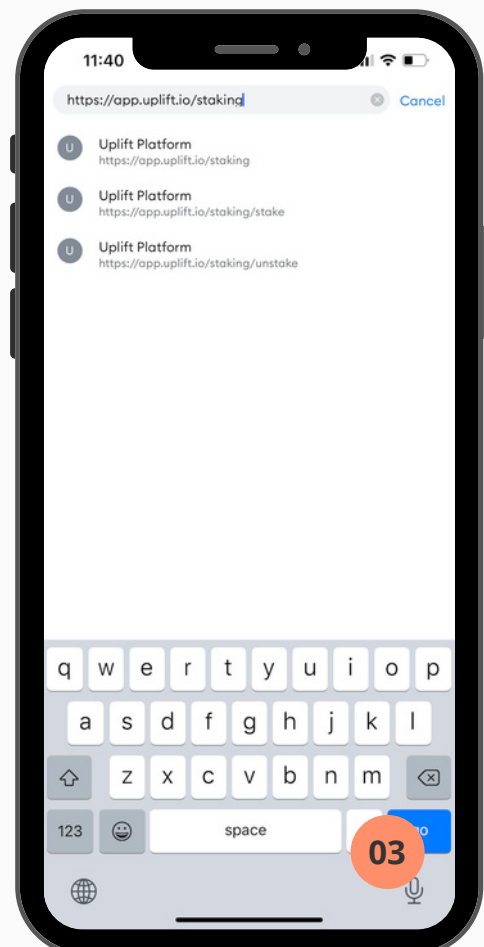 11:40
https://app.uplift.io/staking
Cancel
U
Uplift Platform
https://app.uplift.io/staking
U
Uplift Platform
https://app.uplift.io/staking/stake
U
Uplift Platform
https://app.uplift.io/staking/unstake
q w e r t y u i o p
a s d f g h j k l
z x c v b n m
123 space
03